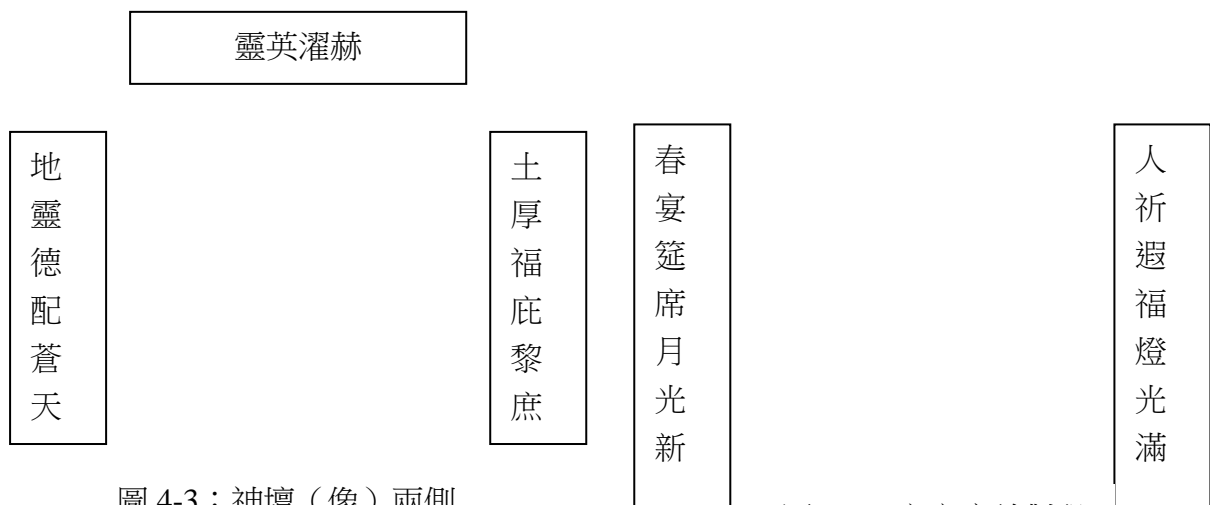 靈英濯赫
地靈德配蒼天
土厚福庇黎庶
春宴筵席月光新
人祈遐福燈光滿
圖 4-3：神壇（像）兩側